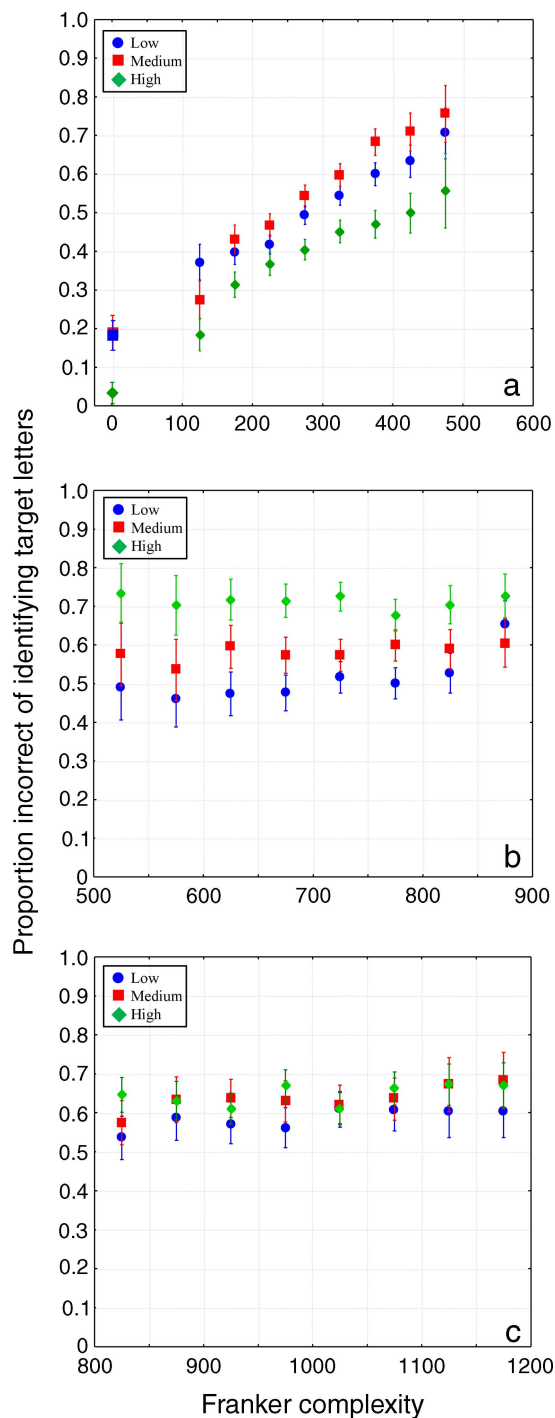 Proportion incorrect of identifying target letters
1.0
0.9
0.8
0.7
0.6
0.5
0.4
0.3
0.2
0.1
0
Low
Medium
High
a
0 100 200 300 400 500 600
1.0
0.9
0.8
0.7
0.6
0.5
0.4
0.3
0.2
0.1
0
Low
Medium
High
b
500 600 700 800 900
1.0
0.9
0.8
0.7
0.6
0.5
0.4
0.3
0.2
0.1
0
Low
Medium
High
c
800 900 1000 1100 1200
Franker complexity